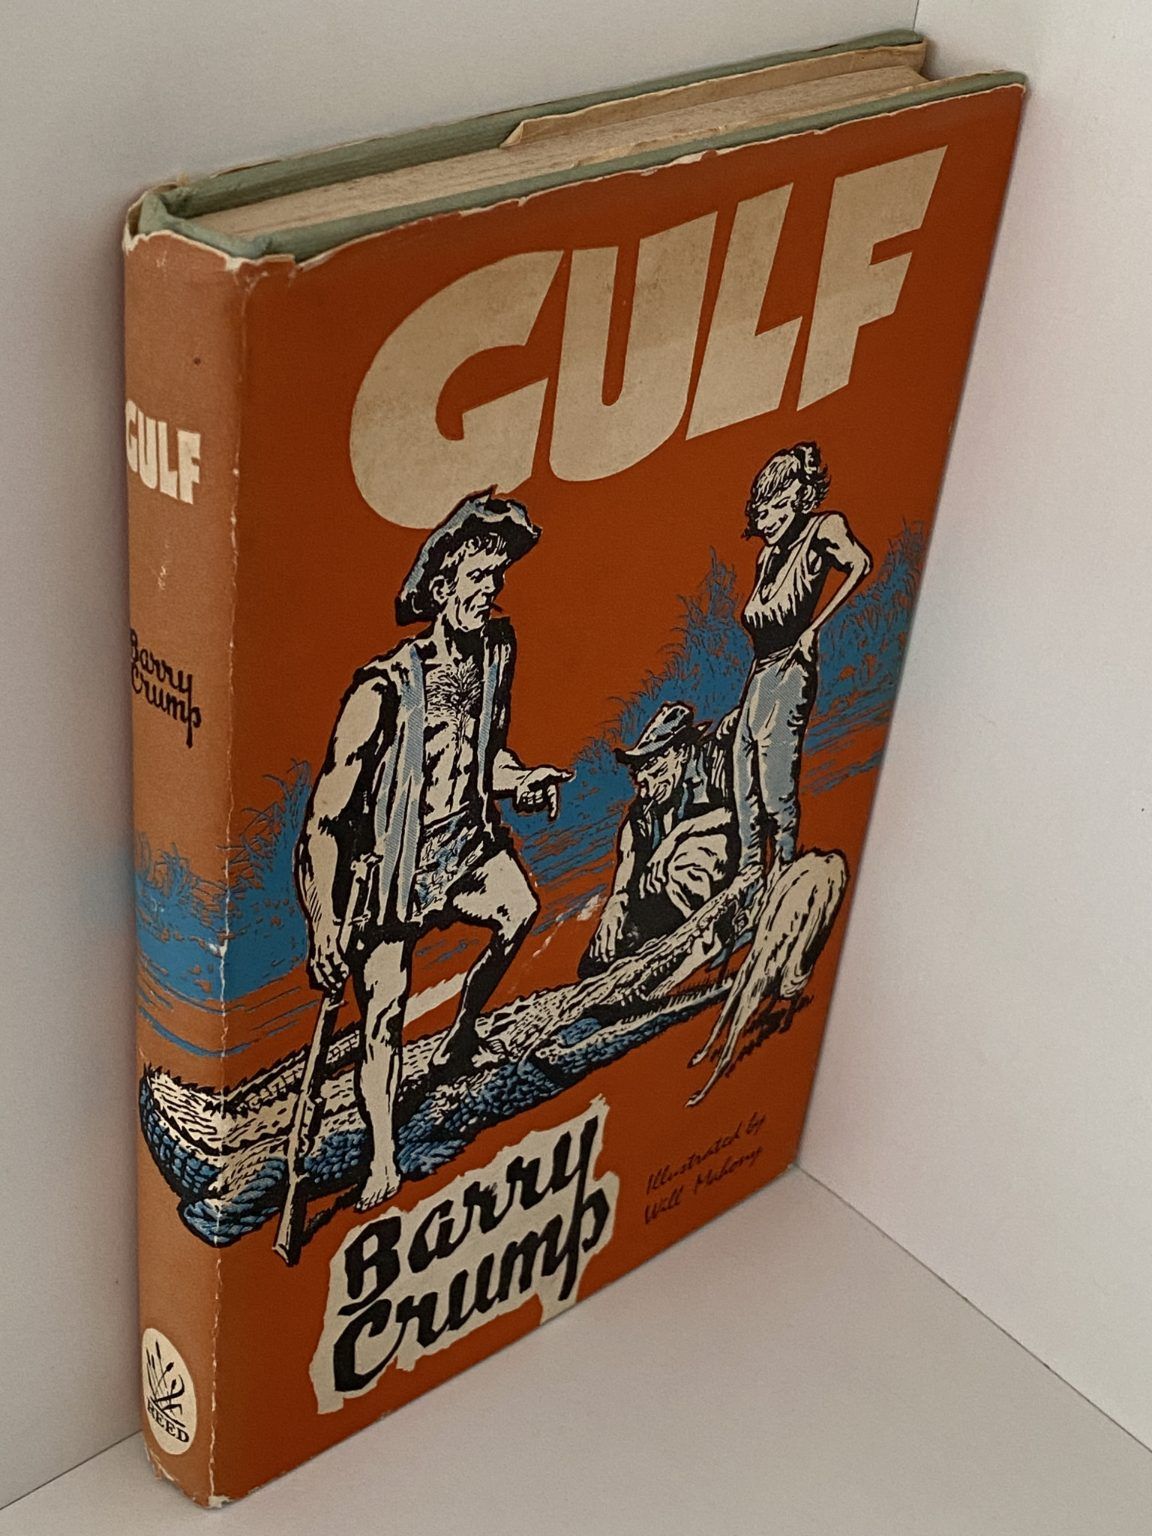 GULF
Barry
Crump
Illustrated by
Will Mahony
GULF
Barry
Crump
REED